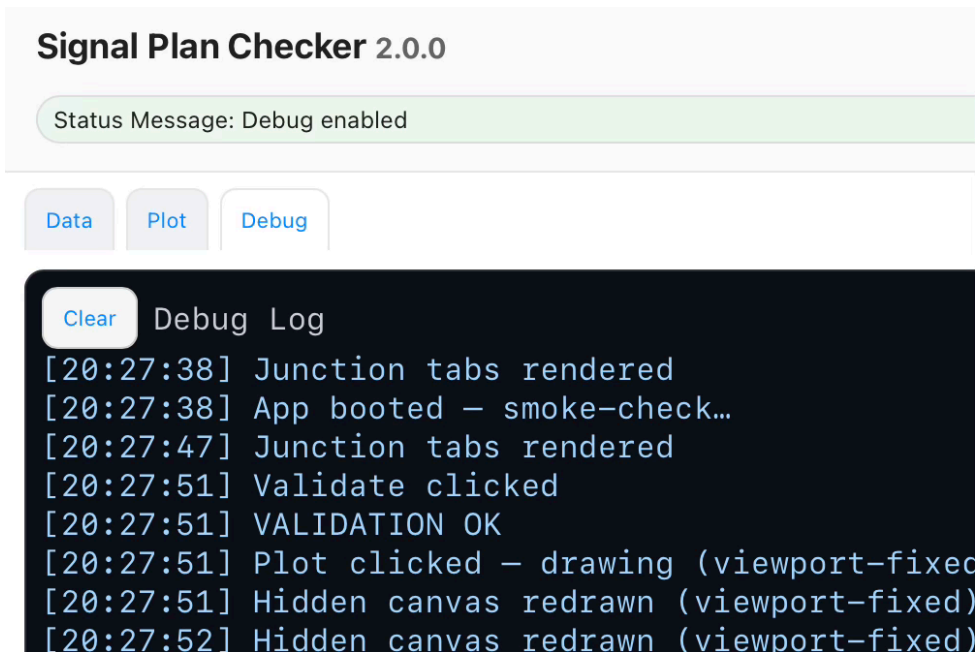 Signal Plan Checker 2.0.0
Status Message: Debug enabled
Data Plot Debug
Clear Debug Log
[20:27:38] Junction tabs rendered
[20:27:38] App booted — smoke-check…
[20:27:47] Junction tabs rendered
[20:27:51] Validate clicked
[20:27:51] VALIDATION OK
[20:27:51] Plot clicked — drawing (viewport-fixed
[20:27:51] Hidden canvas redrawn (viewport-fixed)
[20:27:52] Hidden canvas redrawn (viewport-fixed)